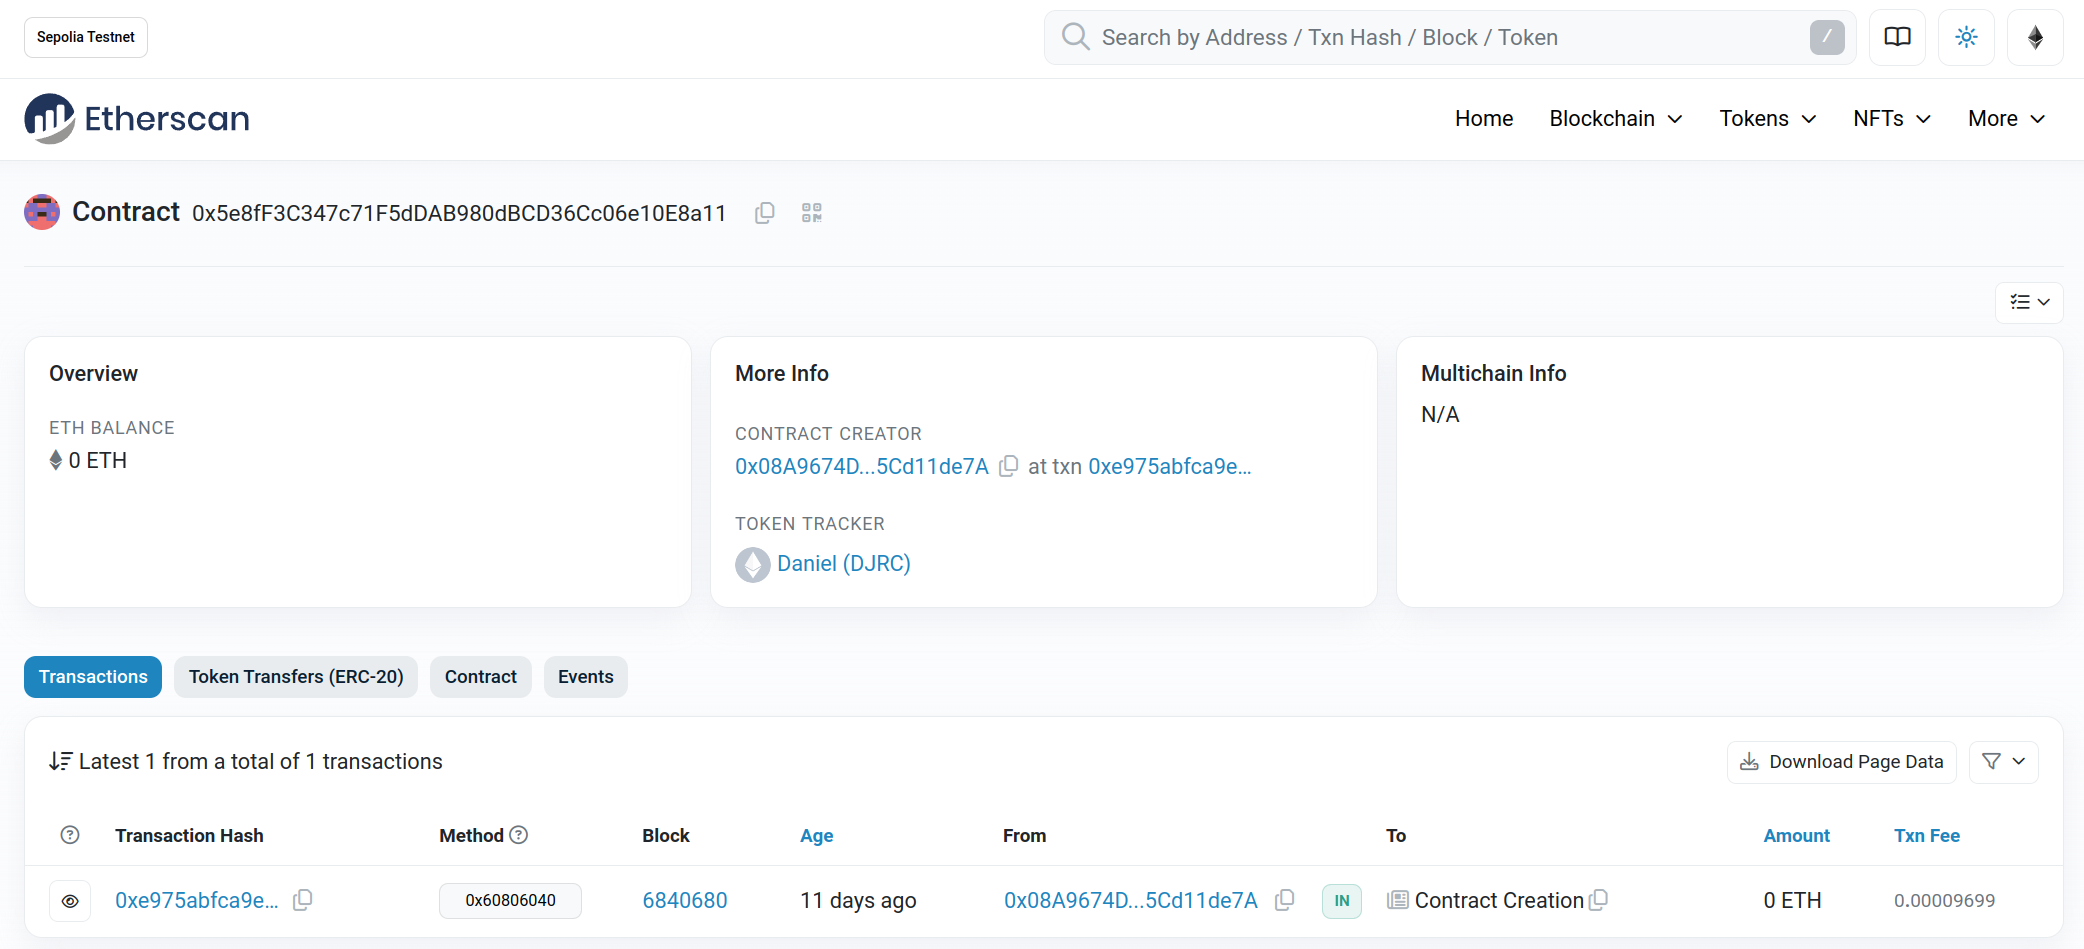 Sepolia Testnet
Search by Address / Txn Hash / Block / Token /
Etherscan
Home Blockchain Tokens NFTs More
Contract 0x5e8fF3C347c71F5dDAB980dBCD36Cc06e10E8a11
Overview
ETH BALANCE
0 ETH
More Info
CONTRACT CREATOR
0x08A9674D...5Cd11de7A at txn 0xe975abfca9e...
TOKEN TRACKER
Daniel (DJRC)
Multichain Info
N/A
Transactions Token Transfers (ERC-20) Contract Events
Latest 1 from a total of 1 transactions
Download Page Data
? Transaction Hash Method ? Block Age From To Amount Txn Fee
0xe975abfca9e... 0x60806040 6840680 11 days ago 0x08A9674D...5Cd11de7A IN Contract Creation 0 ETH 0.00009699